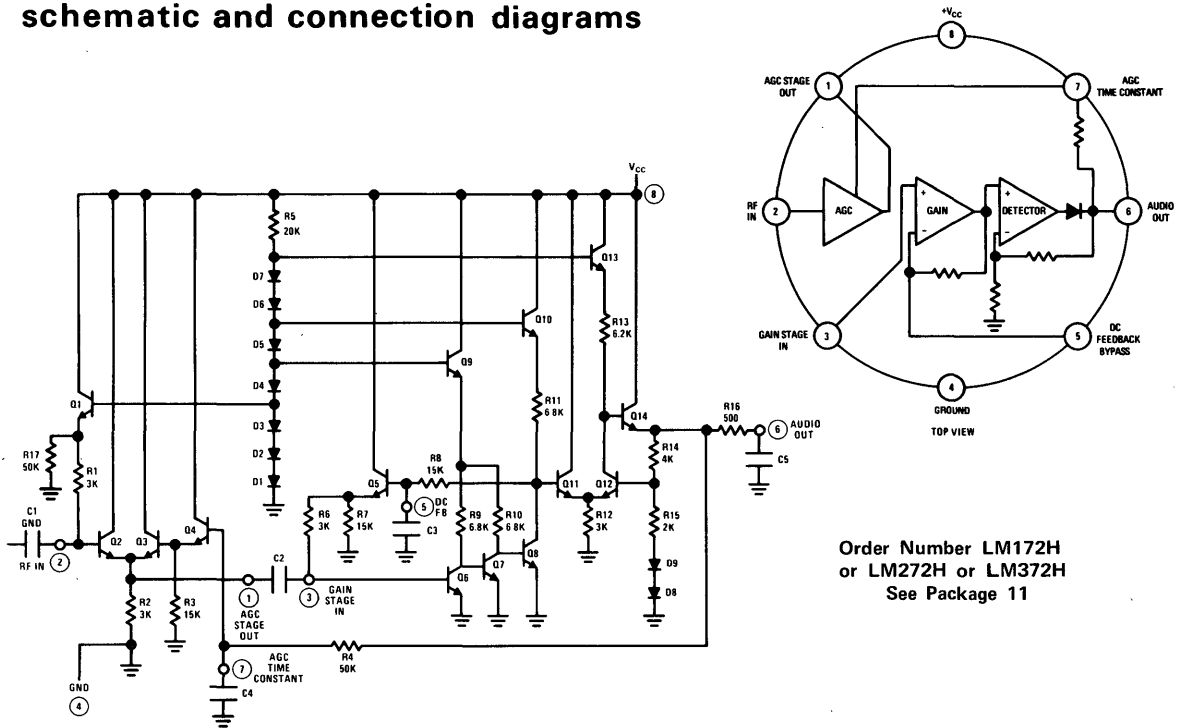 schematic and connection diagrams
+VCC
8
AGC STAGE
OUT
1
7
AGC
TIME CONSTANT
RF
IN
2
AGC
GAIN
+
-
DETECTOR
+
-
6
AUDIO
OUT
GAIN STAGE
IN
3
5
DC
FEEDBACK
BYPASS
4
GROUND
TOP VIEW
VCC
8
R5
20K
D7
D6
D5
D4
D3
D2
D1
Q13
Q10
Q9
Q1
R13
6.2K
R11
6.8K
Q14
R16
500
6 AUDIO
OUT
C5
R17
50K
R1
3K
R14
4K
R8
15K
Q5
Q11
Q12
5 DC
FB
C3
R6
3K
R7
15K
R9
6.8K
R10
6.8K
Q8
R12
3K
R15
2K
C1
GND
RF IN 2
Q2
Q3
Q4
Q7
Q6
D9
D8
C2
1
AGC
STAGE
OUT
3 GAIN
STAGE
IN
R2
3K
R3
15K
R4
50K
7
AGC
TIME
CONSTANT
C4
GND
4
Order Number LM172H
or LM272H or LM372H
See Package 11